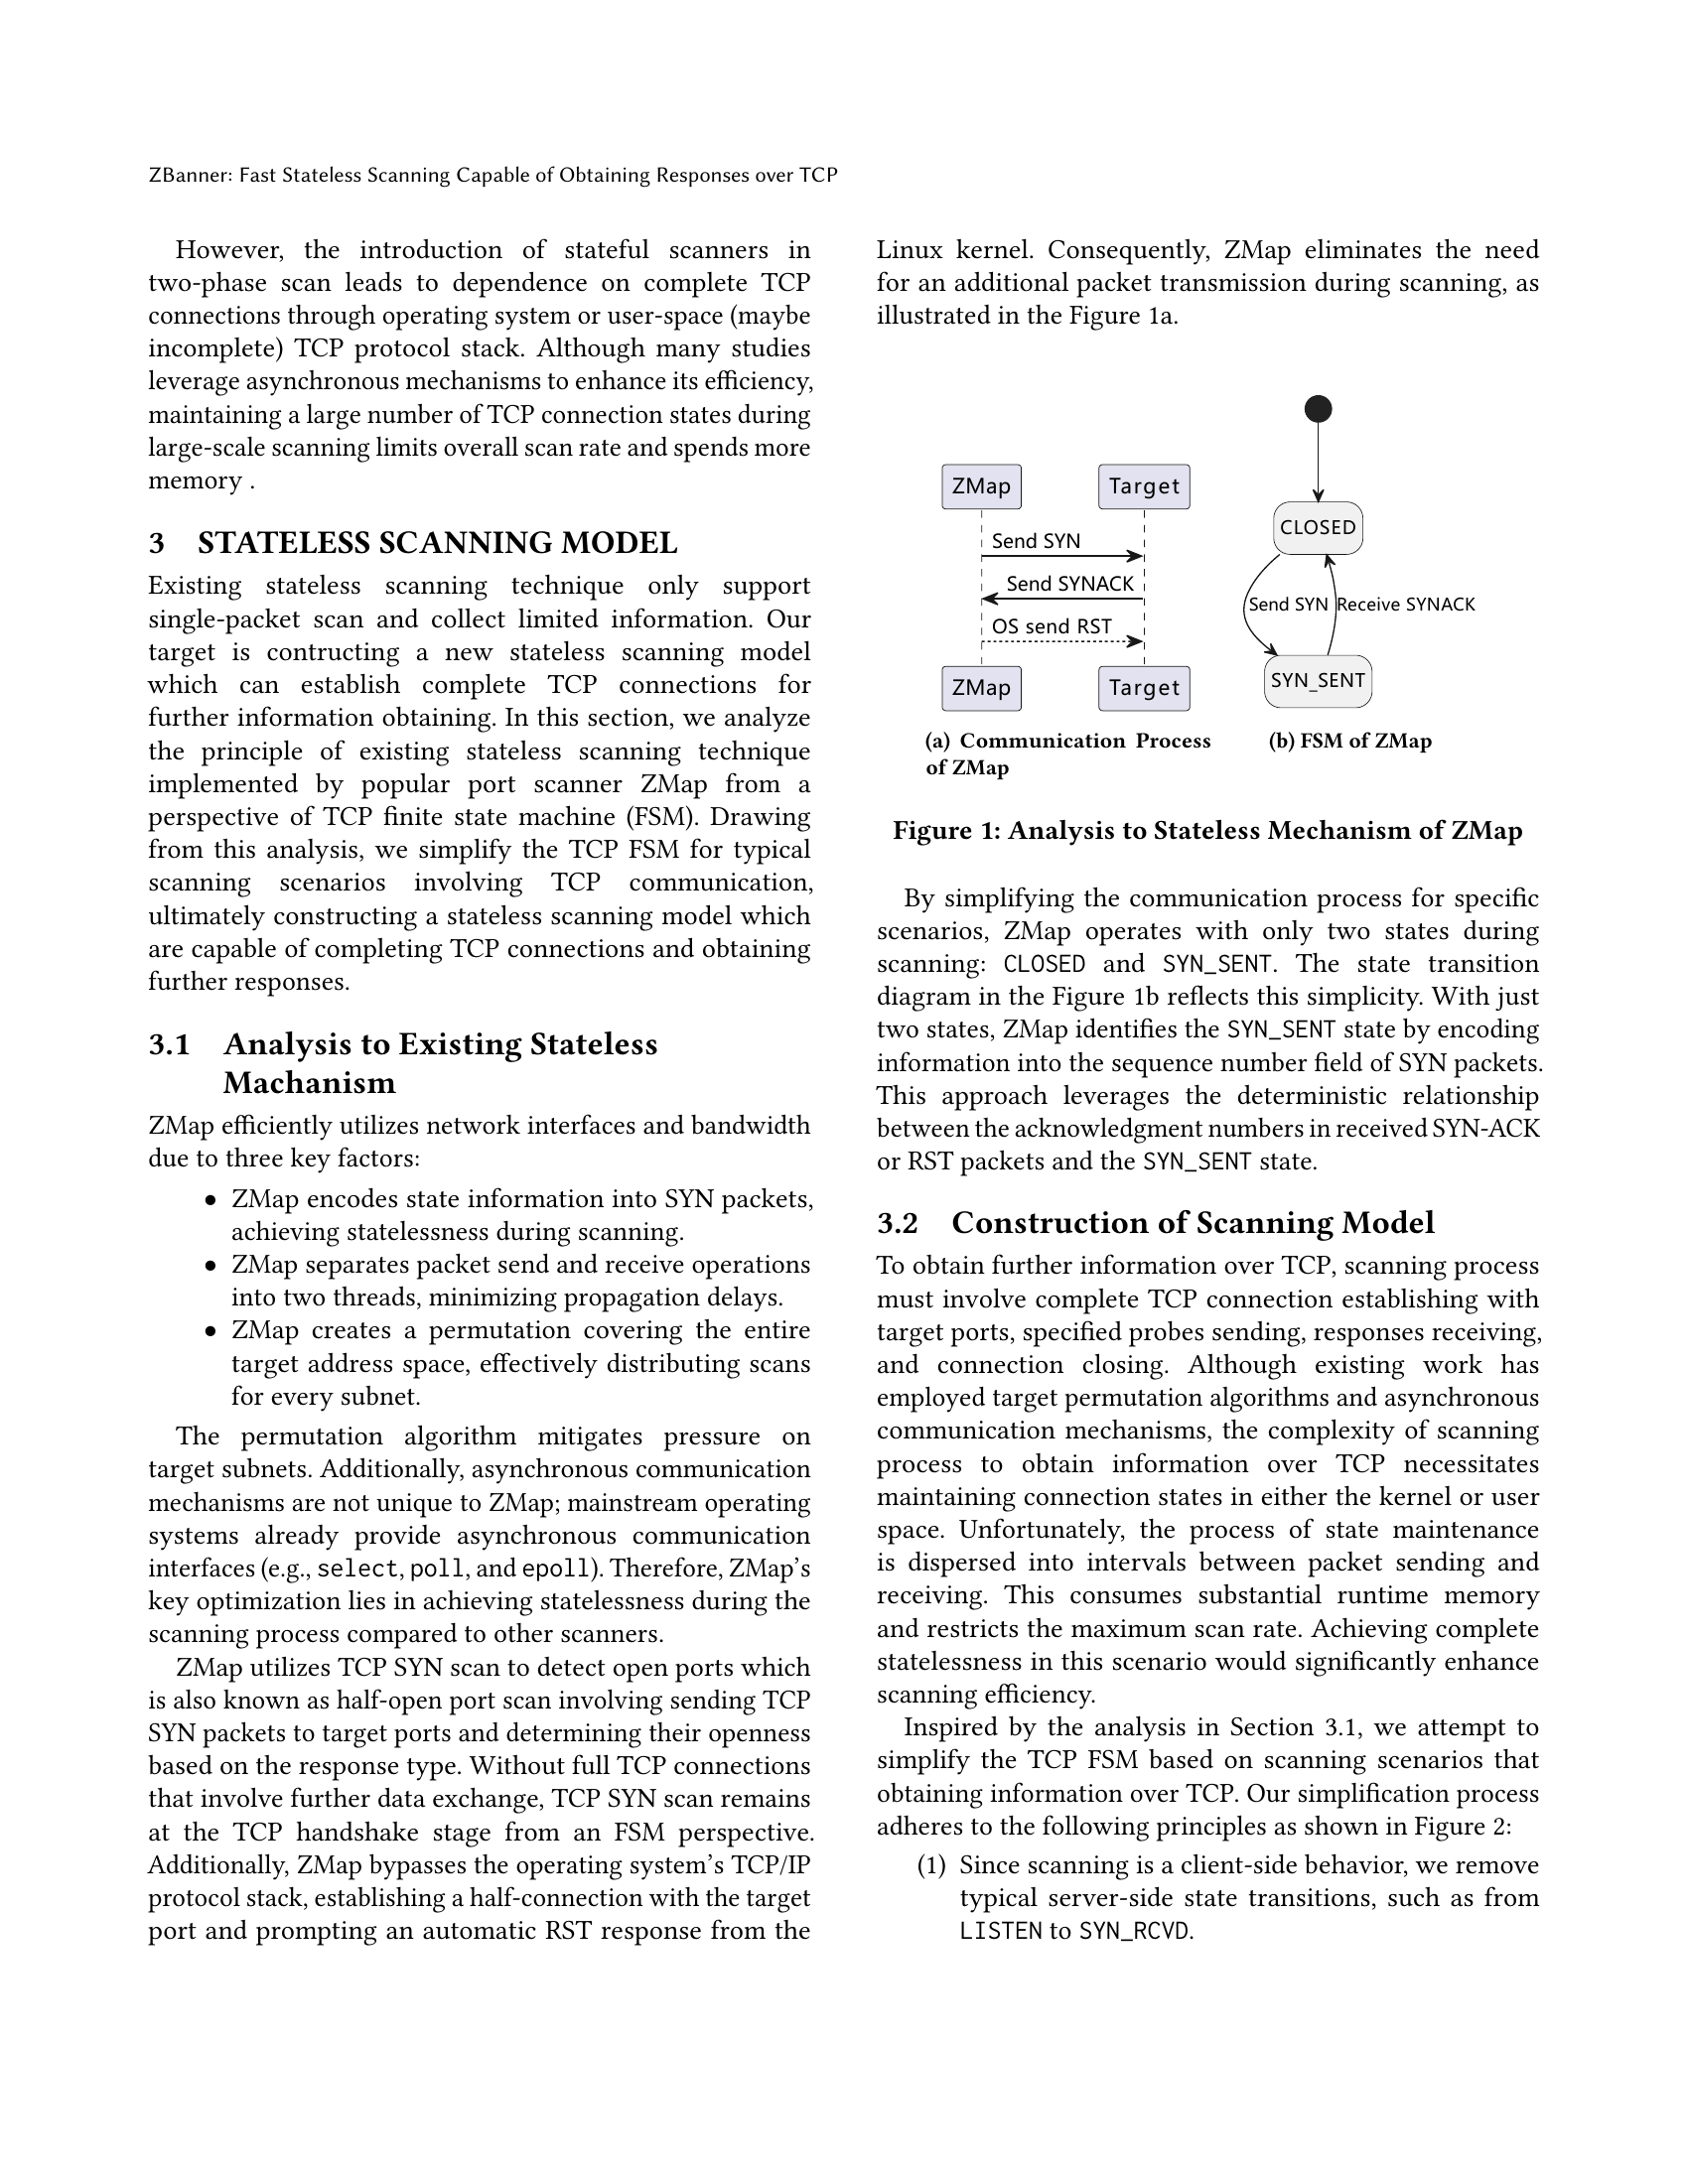 ZBanner: Fast Stateless Scanning Capable of Obtaining Responses over TCP
However, the introduction of stateful scanners in
two-phase scan leads to dependence on complete TCP
connections through operating system or user-space (maybe
incomplete) TCP protocol stack. Although many studies
leverage asynchronous mechanisms to enhance its efficiency,
maintaining a large number of TCP connection states during
large-scale scanning limits overall scan rate and spends more
memory .
3 STATELESS SCANNING MODEL
Existing stateless scanning technique only support
single-packet scan and collect limited information. Our
target is contructing a new stateless scanning model
which can establish complete TCP connections for
further information obtaining. In this section, we analyze
the principle of existing stateless scanning technique
implemented by popular port scanner ZMap from a
perspective of TCP finite state machine (FSM). Drawing
from this analysis, we simplify the TCP FSM for typical
scanning scenarios involving TCP communication,
ultimately constructing a stateless scanning model which
are capable of completing TCP connections and obtaining
further responses.
3.1 Analysis to Existing Stateless
Machanism
ZMap efficiently utilizes network interfaces and bandwidth
due to three key factors:
• ZMap encodes state information into SYN packets,
achieving statelessness during scanning.
• ZMap separates packet send and receive operations
into two threads, minimizing propagation delays.
• ZMap creates a permutation covering the entire
target address space, effectively distributing scans
for every subnet.
The permutation algorithm mitigates pressure on
target subnets. Additionally, asynchronous communication
mechanisms are not unique to ZMap; mainstream operating
systems already provide asynchronous communication
interfaces (e.g., select, poll, and epoll). Therefore, ZMap's
key optimization lies in achieving statelessness during the
scanning process compared to other scanners.
ZMap utilizes TCP SYN scan to detect open ports which
is also known as half-open port scan involving sending TCP
SYN packets to target ports and determining their openness
based on the response type. Without full TCP connections
that involve further data exchange, TCP SYN scan remains
at the TCP handshake stage from an FSM perspective.
Additionally, ZMap bypasses the operating system's TCP/IP
protocol stack, establishing a half-connection with the target
port and prompting an automatic RST response from the
Linux kernel. Consequently, ZMap eliminates the need
for an additional packet transmission during scanning, as
illustrated in the Figure 1a.
ZMap Target
Send SYN
Send SYNACK
OS send RST
ZMap Target
(a) Communication Process
of ZMap
CLOSED
Send SYN Receive SYNACK
SYN_SENT
(b) FSM of ZMap
Figure 1: Analysis to Stateless Mechanism of ZMap
By simplifying the communication process for specific
scenarios, ZMap operates with only two states during
scanning: CLOSED and SYN_SENT. The state transition
diagram in the Figure 1b reflects this simplicity. With just
two states, ZMap identifies the SYN_SENT state by encoding
information into the sequence number field of SYN packets.
This approach leverages the deterministic relationship
between the acknowledgment numbers in received SYN-ACK
or RST packets and the SYN_SENT state.
3.2 Construction of Scanning Model
To obtain further information over TCP, scanning process
must involve complete TCP connection establishing with
target ports, specified probes sending, responses receiving,
and connection closing. Although existing work has
employed target permutation algorithms and asynchronous
communication mechanisms, the complexity of scanning
process to obtain information over TCP necessitates
maintaining connection states in either the kernel or user
space. Unfortunately, the process of state maintenance
is dispersed into intervals between packet sending and
receiving. This consumes substantial runtime memory
and restricts the maximum scan rate. Achieving complete
statelessness in this scenario would significantly enhance
scanning efficiency.
Inspired by the analysis in Section 3.1, we attempt to
simplify the TCP FSM based on scanning scenarios that
obtaining information over TCP. Our simplification process
adheres to the following principles as shown in Figure 2:
(1) Since scanning is a client-side behavior, we remove
typical server-side state transitions, such as from
LISTEN to SYN_RCVD.